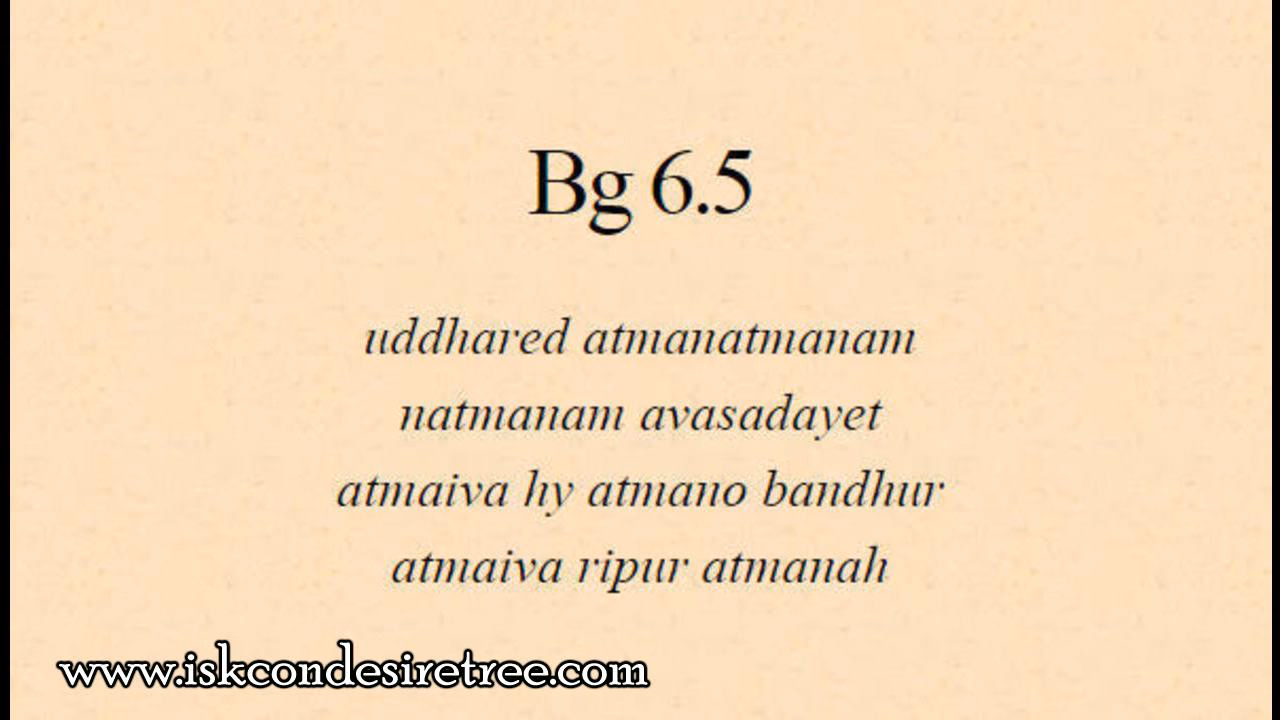 Bg 6.5
uddhared atmanatmanam
natmanam avasadayet
atmaiva hy atmano bandhur
atmaiva ripur atmanah
www.iskcondesiretree.com